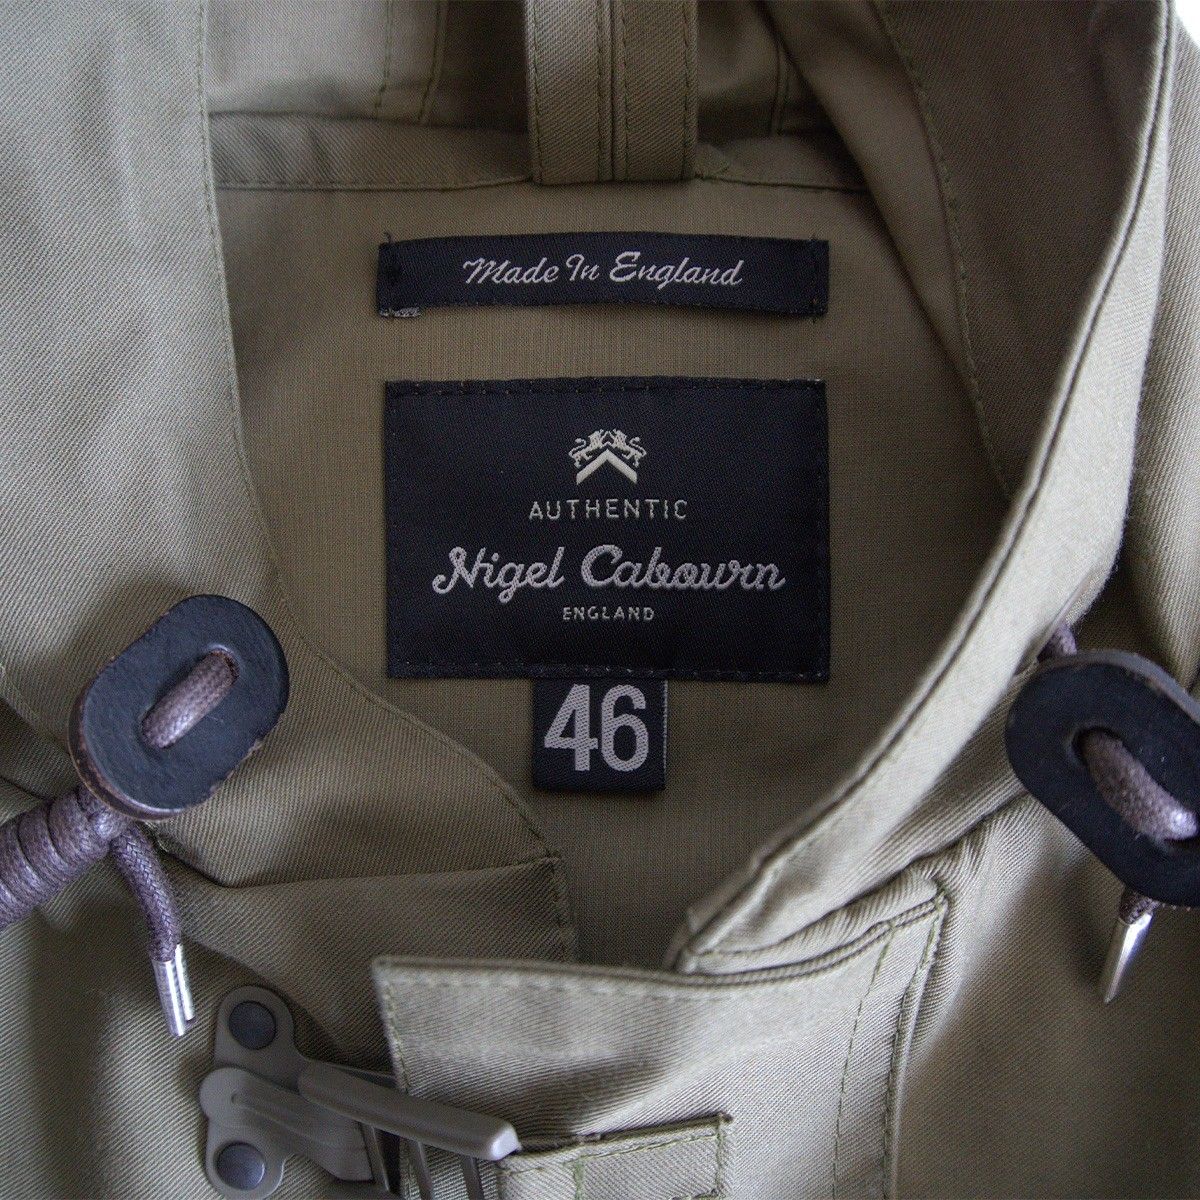 Made In England
AUTHENTIC
Nigel Cabourn
ENGLAND
46